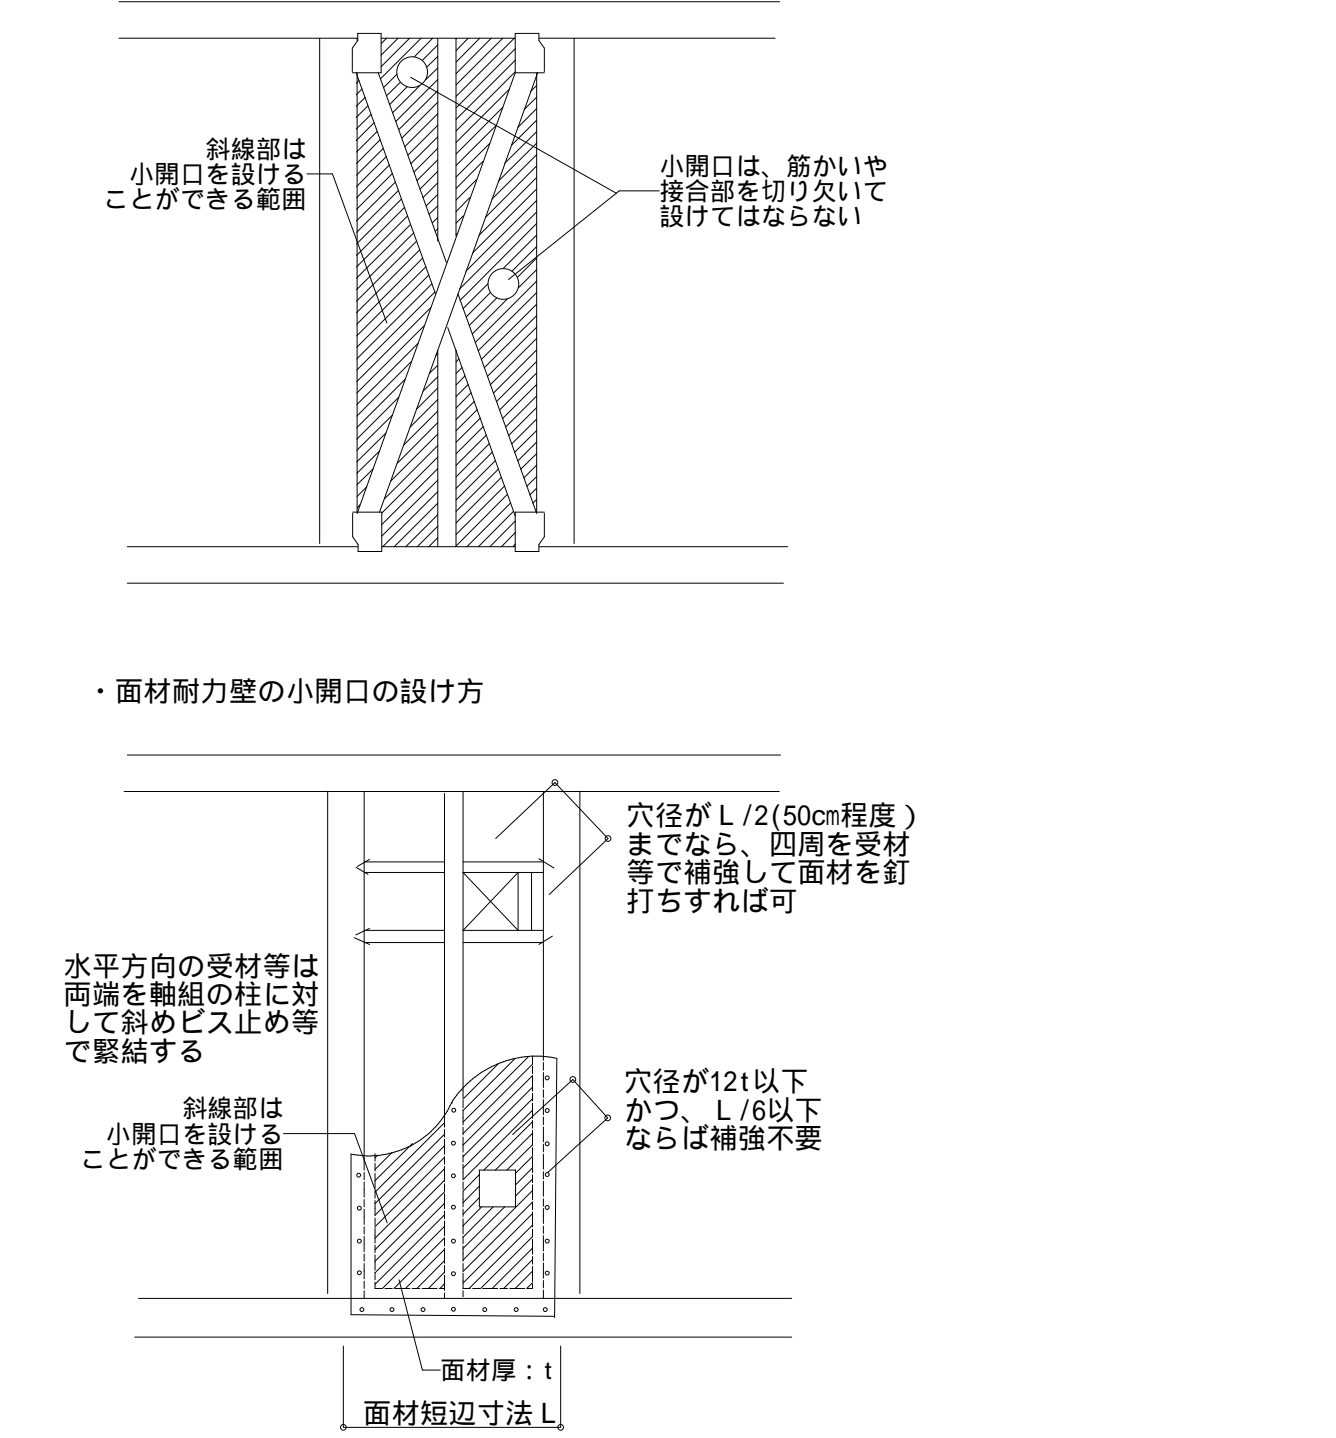 斜線部は
小開口を設ける
ことができる範囲
小開口は、筋かいや
接合部を切り欠いて
設けてはならない
・面材耐力壁の小開口の設け方
穴径がL/2(50㎝程度)
までなら、四周を受材
等で補強して面材を釘
打ちすれば可
水平方向の受材等は
両端を軸組の柱に対
して斜めビス止め等
で緊結する
穴径が12t以下
かつ、L/6以下
ならば補強不要
斜線部は
小開口を設ける
ことができる範囲
面材厚：t
面材短辺寸法L